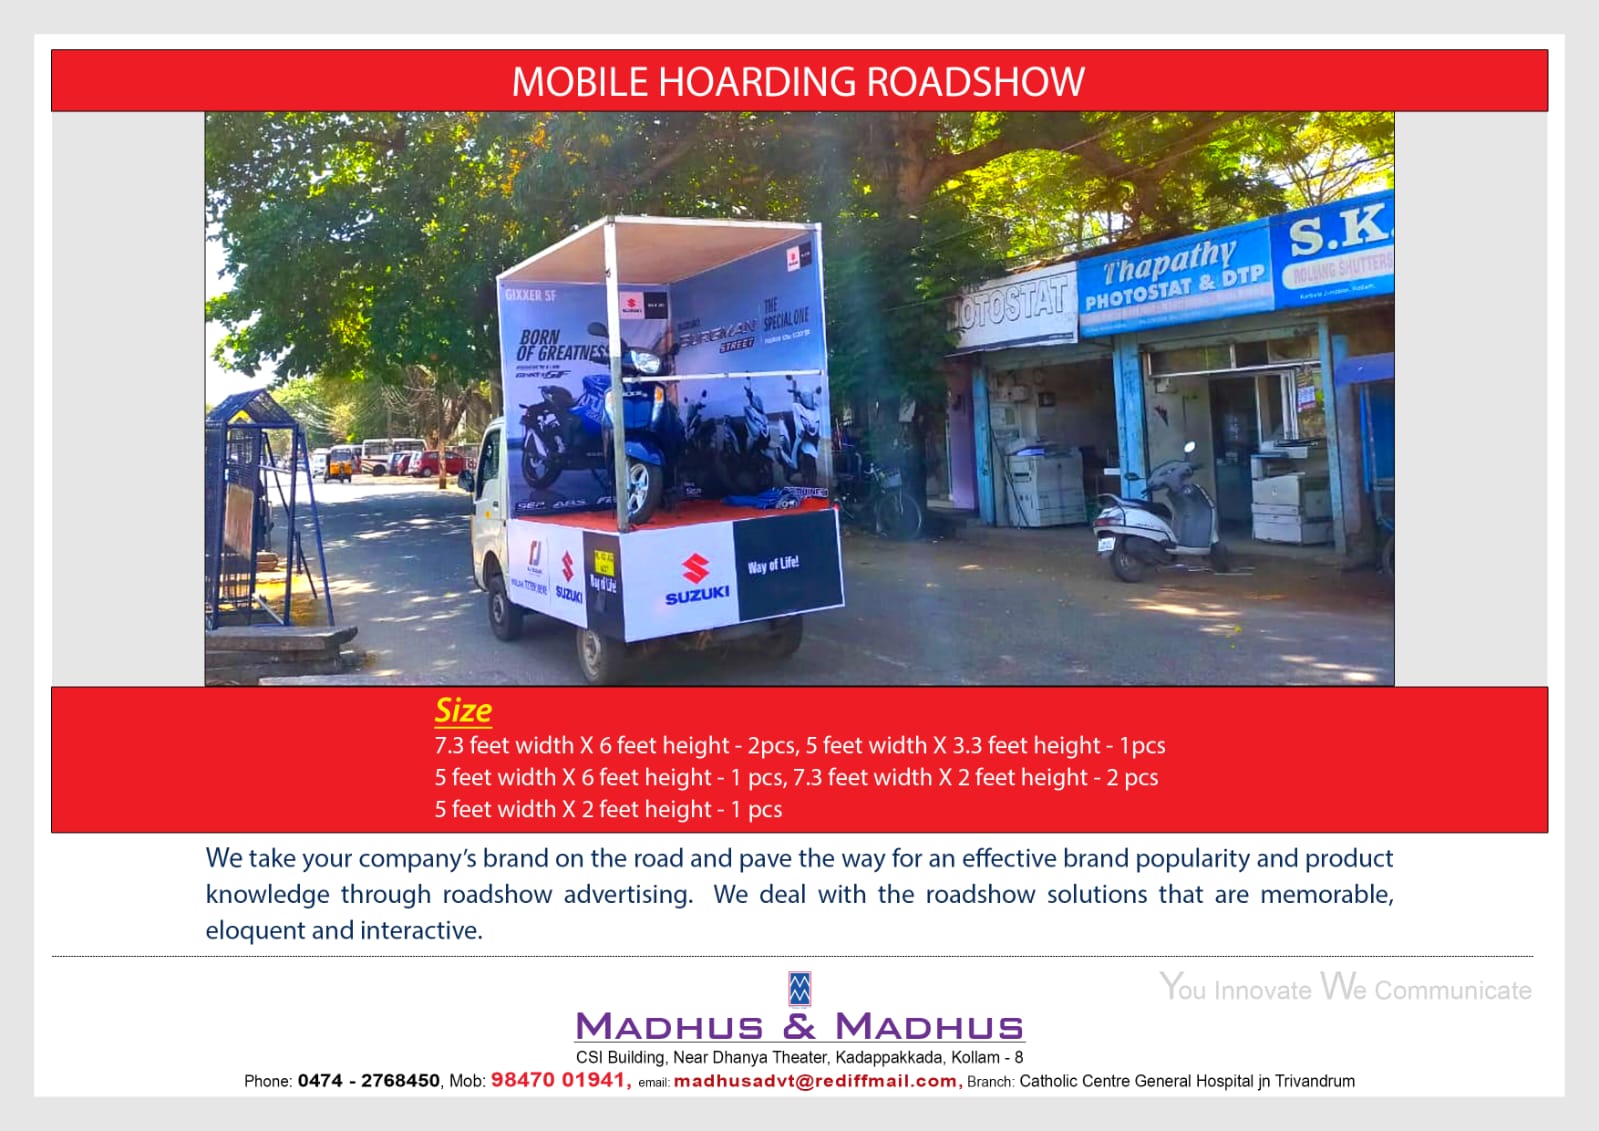 MOBILE HOARDING ROADSHOW
OTOSTAT
Thapathy
PHOTOSTAT & DTP
S.K.
ROLLING SHUTTERS
GIXXER SF
SUZUKI
BORN
OF GREATNESS
SUZUKI
BURGMAN
STREET
THE
SPECIAL ONE
SUZUKI
Way of Life!
SUZUKI
Way of Life!
Size
7.3 feet width X 6 feet height - 2pcs, 5 feet width X 3.3 feet height - 1pcs
5 feet width X 6 feet height - 1 pcs, 7.3 feet width X 2 feet height - 2 pcs
5 feet width X 2 feet height - 1 pcs
We take your company’s brand on the road and pave the way for an effective brand popularity and product
knowledge through roadshow advertising. We deal with the roadshow solutions that are memorable,
eloquent and interactive.
You Innovate We Communicate
MADHUS & MADHUS
CSI Building, Near Dhanya Theater, Kadappakkada, Kollam - 8
Phone: 0474 - 2768450, Mob: 98470 01941, email: madhusadvt@rediffmail.com, Branch: Catholic Centre General Hospital jn Trivandrum